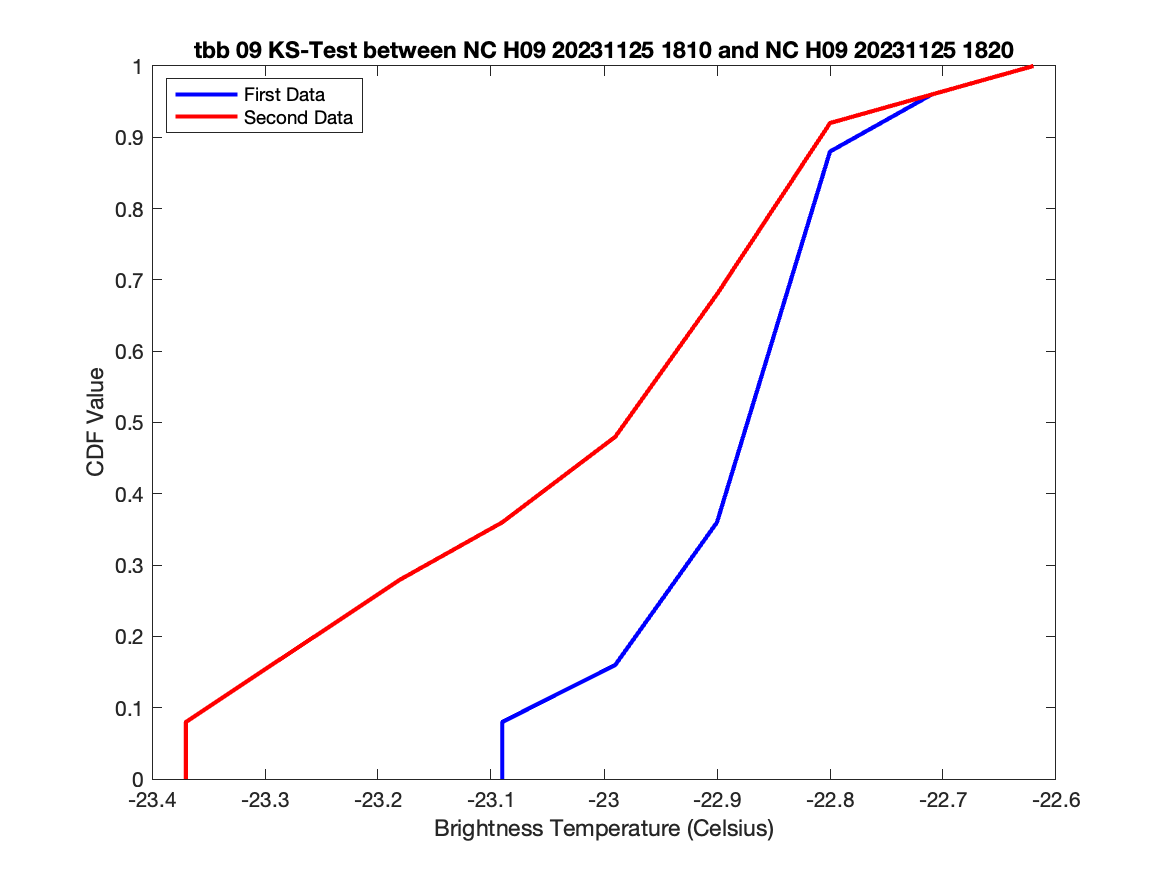 tbb 09 KS-Test between NC H09 20231125 1810 and NC H09 20231125 1820
First Data
Second Data
1
0.9
0.8
0.7
0.6
0.5
0.4
0.3
0.2
0.1
0
CDF Value
-23.4 -23.3 -23.2 -23.1 -23 -22.9 -22.8 -22.7 -22.6
Brightness Temperature (Celsius)